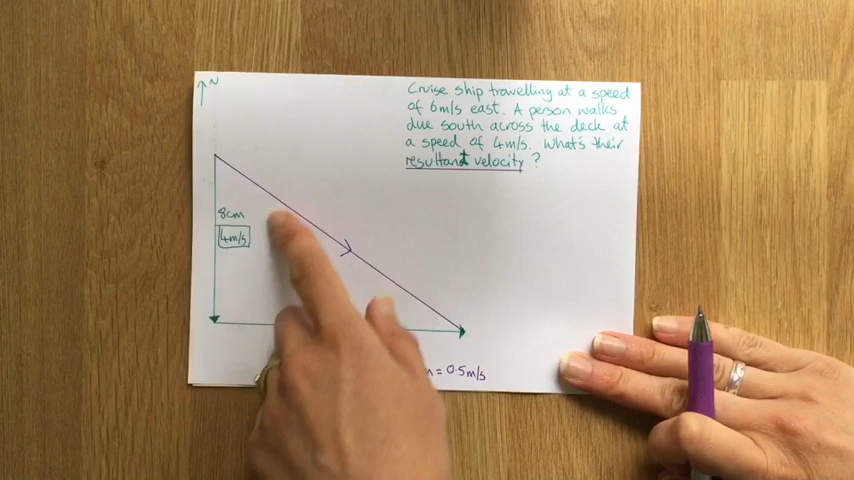 N
Cruise ship travelling at a speed
of 6m/s east. A person walks
due south across the deck at
a speed of 4m/s. What's their
resultant velocity ?
8cm
4m/s
= 0.5m/s